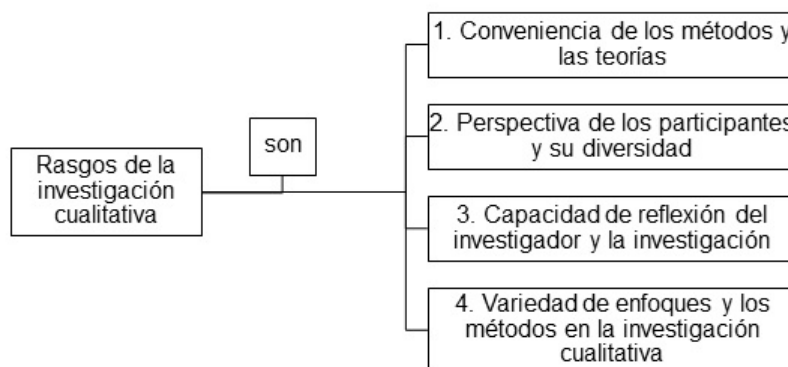 Rasgos de la
investigación
cualitativa
son
1. Conveniencia de los métodos y
las teorías
2. Perspectiva de los participantes
y su diversidad
3. Capacidad de reflexión del
investigador y la investigación
4. Variedad de enfoques y los
métodos en la investigación
cualitativa